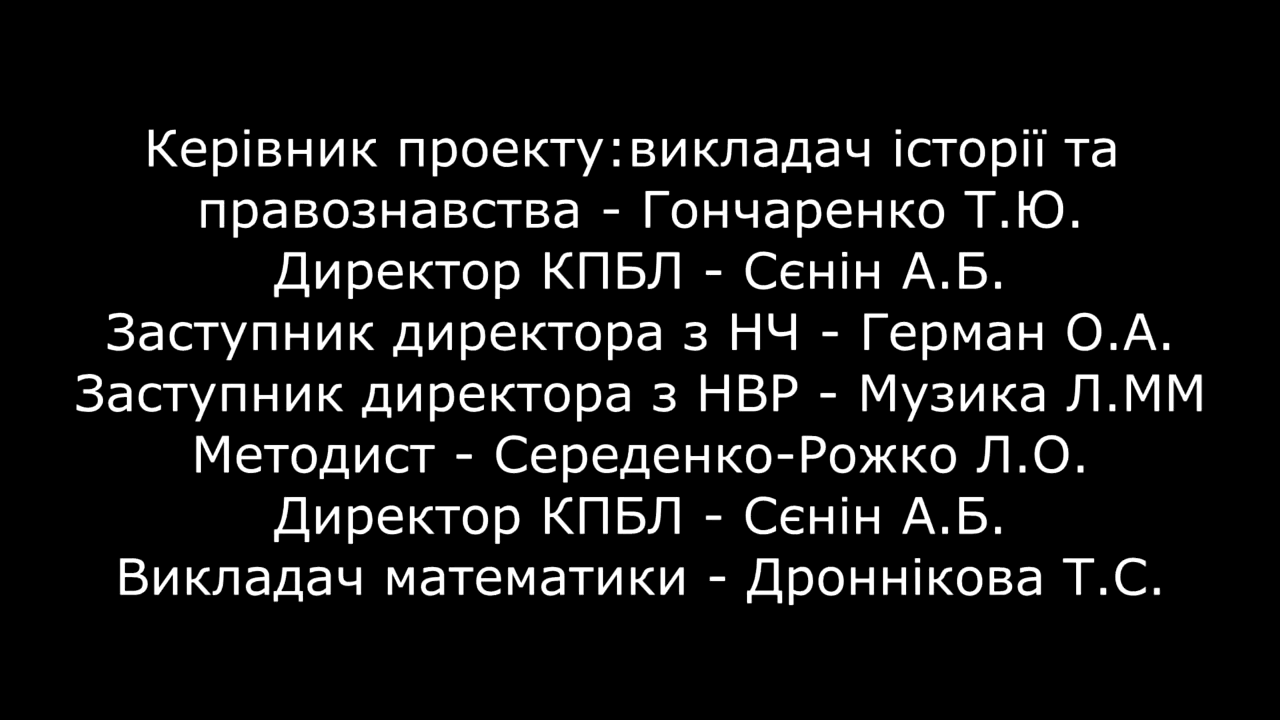 Керівник проекту:викладач історії та
правознавства - Гончаренко Т.Ю.
Директор КПБЛ - Сєнін А.Б.
Заступник директора з НЧ - Герман О.А.
Заступник директора з НВР - Музика Л.ММ
Методист - Середенко-Рожко Л.О.
Директор КПБЛ - Сєнін А.Б.
Викладач математики - Дроннікова Т.С.